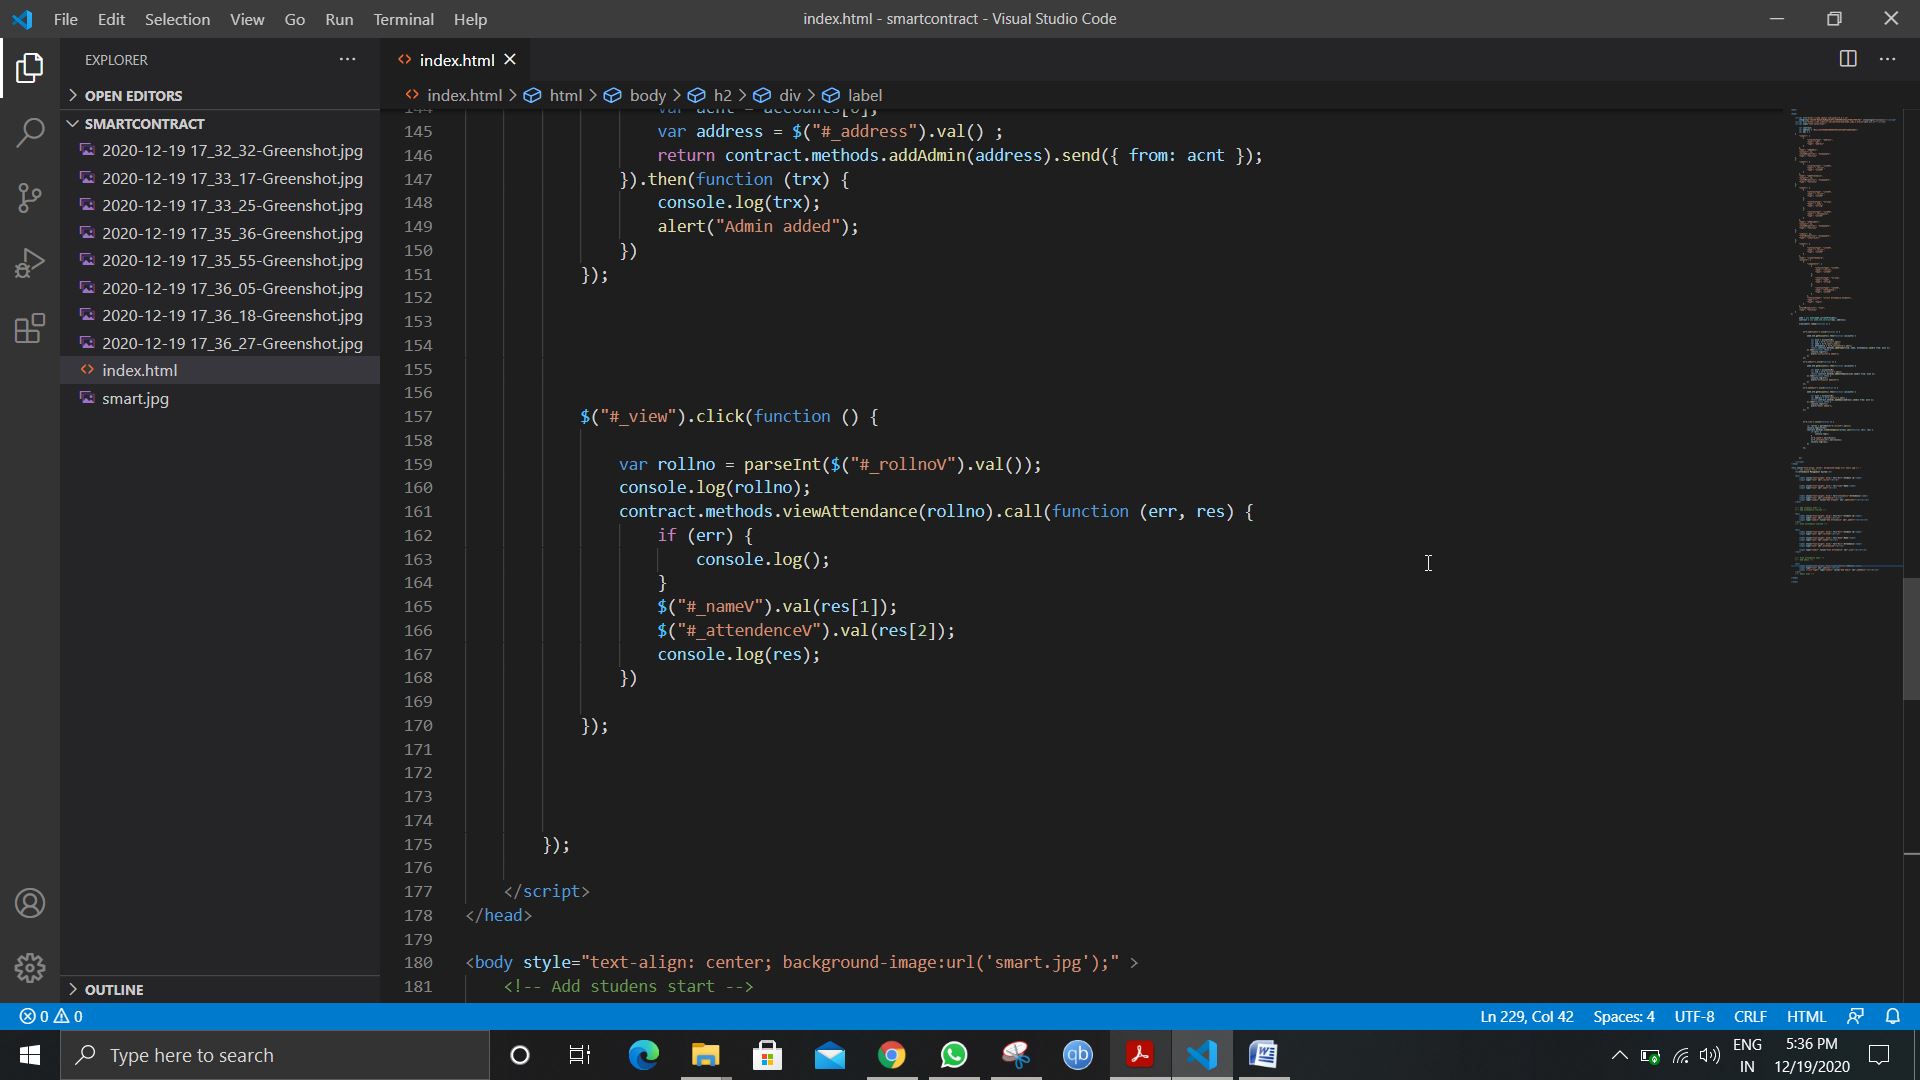 File Edit Selection View Go Run Terminal Help
index.html - smartcontract - Visual Studio Code
EXPLORER
OPEN EDITORS
SMARTCONTRACT
2020-12-19 17_32_32-Greenshot.jpg
2020-12-19 17_33_17-Greenshot.jpg
2020-12-19 17_33_25-Greenshot.jpg
2020-12-19 17_35_36-Greenshot.jpg
2020-12-19 17_35_55-Greenshot.jpg
2020-12-19 17_36_05-Greenshot.jpg
2020-12-19 17_36_18-Greenshot.jpg
2020-12-19 17_36_27-Greenshot.jpg
index.html
smart.jpg
OUTLINE
index.html
index.html > html > body > h2 > div > label
144 var acnt = accounts[0];
145 var address = $("#_address").val() ;
146 return contract.methods.addAdmin(address).send({ from: acnt });
147 }).then(function (trx) {
148 console.log(trx);
149 alert("Admin added");
150 })
151 });
152
153
154
155
156
157 $("#_view").click(function () {
158
159 var rollno = parseInt($("#_rollnoV").val());
160 console.log(rollno);
161 contract.methods.viewAttendance(rollno).call(function (err, res) {
162 if (err) {
163 console.log();
164 }
165 $("#_nameV").val(res[1]);
166 $("#_attendenceV").val(res[2]);
167 console.log(res);
168 })
169
170 });
171
172
173
174
175 });
176
177 </script>
178 </head>
179
180 <body style="text-align: center; background-image:url('smart.jpg');" >
181 <!-- Add studens start -->
0 0
Ln 229, Col 42 Spaces: 4 UTF-8 CRLF HTML
Type here to search
qb
ENG
IN
5:36 PM
12/19/2020